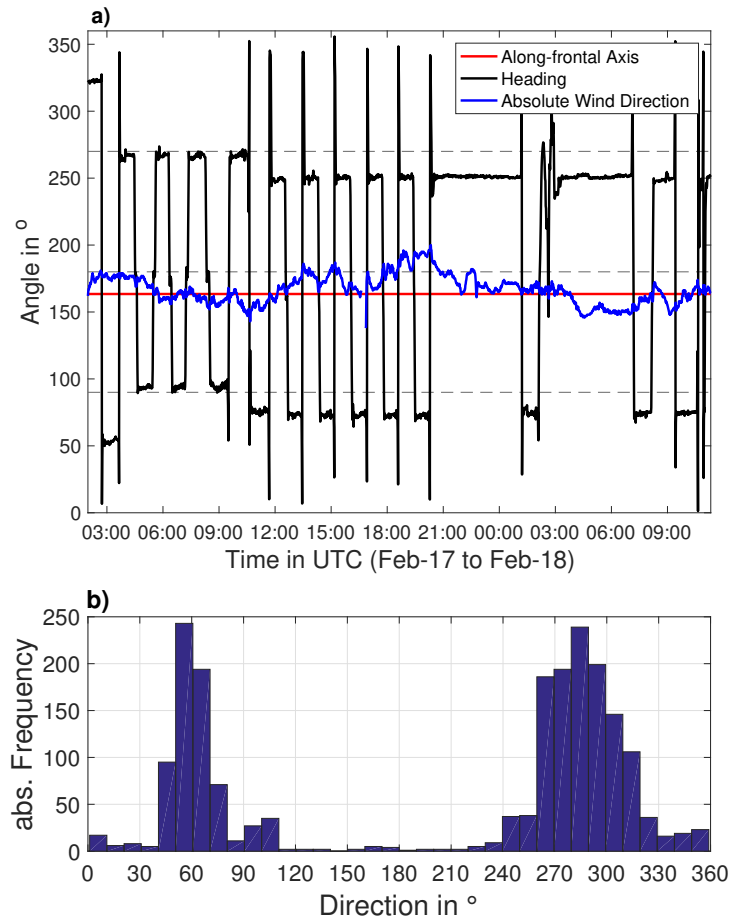 a)
350
300
250
200
150
100
50
0
Angle in °
Along-frontal Axis
Heading
Absolute Wind Direction
03:00 06:00 09:00 12:00 15:00 18:00 21:00 00:00 03:00 06:00 09:00
Time in UTC (Feb-17 to Feb-18)
b)
250
200
150
100
50
0
abs. Frequency
0 30 60 90 120 150 180 210 240 270 300 330 360
Direction in °